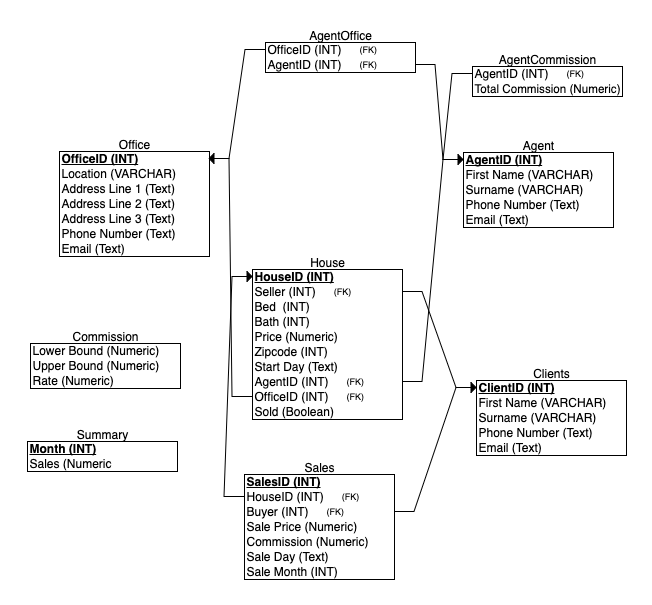 AgentOffice
OfficeID (INT) (FK)
AgentID (INT) (FK)
AgentCommission
AgentID (INT) (FK)
Total Commission (Numeric)
Office
OfficeID (INT)
Location (VARCHAR)
Address Line 1 (Text)
Address Line 2 (Text)
Address Line 3 (Text)
Phone Number (Text)
Email (Text)
Agent
AgentID (INT)
First Name (VARCHAR)
Surname (VARCHAR)
Phone Number (Text)
Email (Text)
House
HouseID (INT)
Seller (INT) (FK)
Bed (INT)
Bath (INT)
Price (Numeric)
Zipcode (INT)
Start Day (Text)
AgentID (INT) (FK)
OfficeID (INT) (FK)
Sold (Boolean)
Commission
Lower Bound (Numeric)
Upper Bound (Numeric)
Rate (Numeric)
Clients
ClientID (INT)
First Name (VARCHAR)
Surname (VARCHAR)
Phone Number (Text)
Email (Text)
Summary
Month (INT)
Sales (Numeric
Sales
SalesID (INT)
HouseID (INT) (FK)
Buyer (INT) (FK)
Sale Price (Numeric)
Commission (Numeric)
Sale Day (Text)
Sale Month (INT)